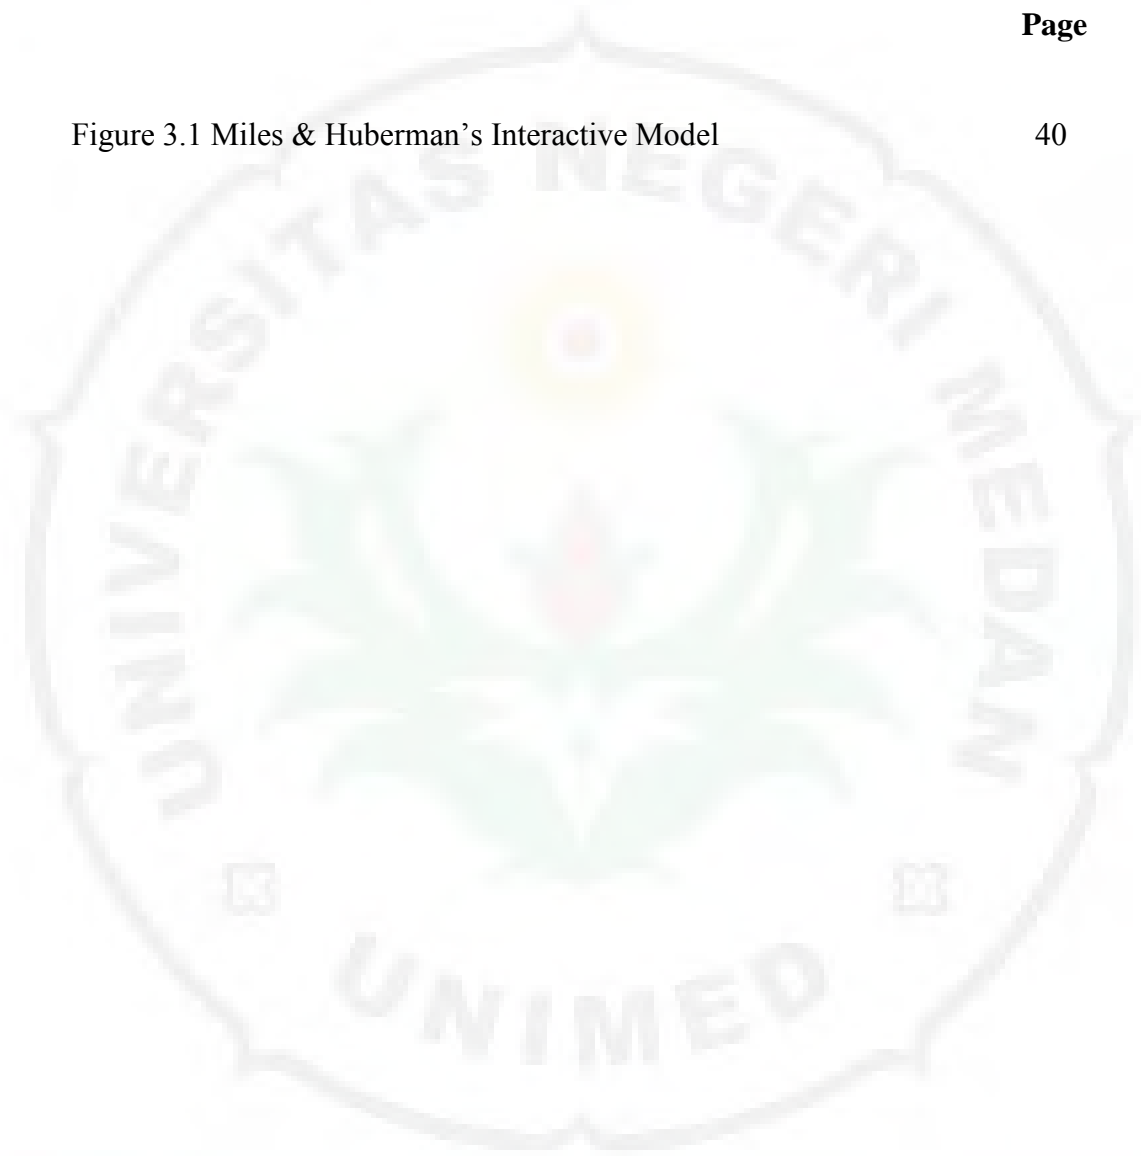 Page
Figure 3.1 Miles & Huberman’s Interactive Model 40
UNIVERSITAS NEGERI MEDAN
UNIMED